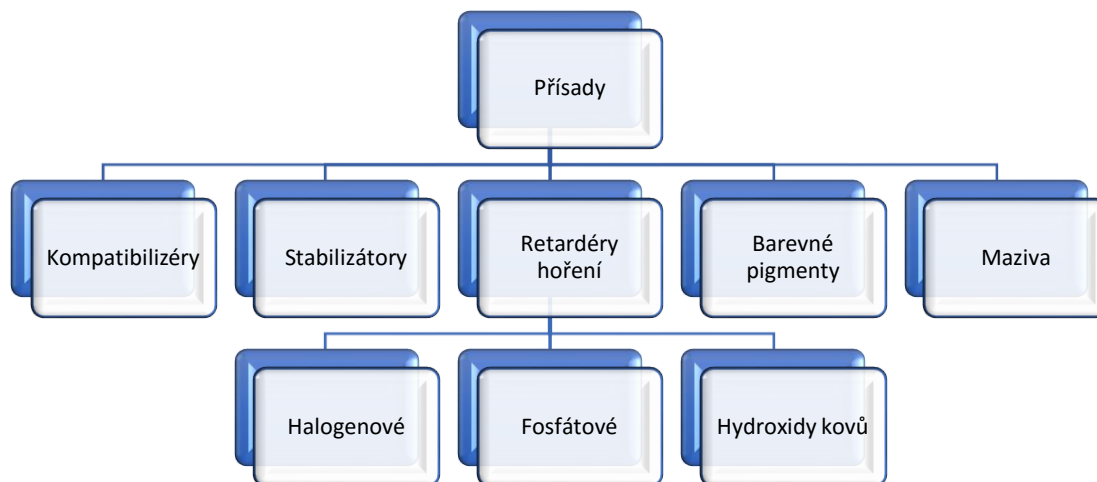 Přísady
Kompatibilizéry
Stabilizátory
Retardéry
hoření
Barevné
pigmenty
Maziva
Halogenové
Fosfátové
Hydroxidy kovů